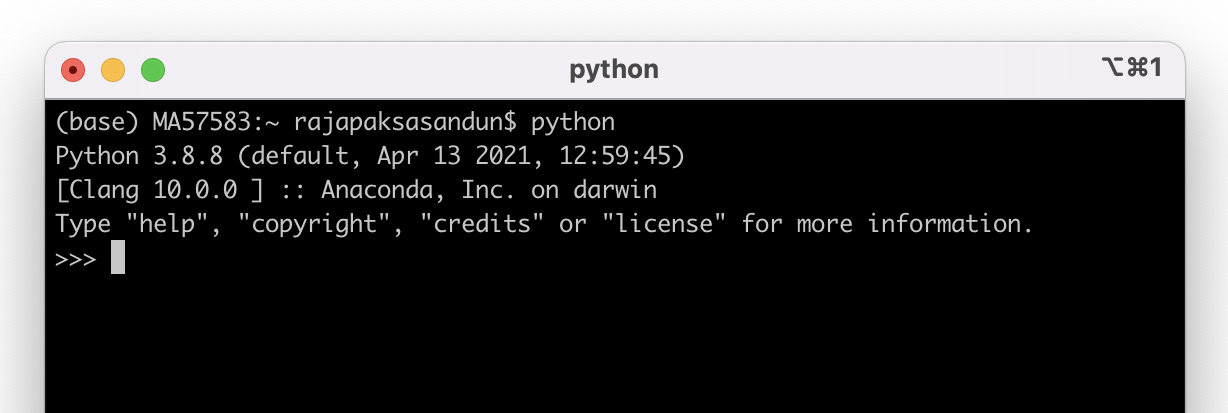 python
⌥⌘1
(base) MA57583:~ rajapaksasandun$ python
Python 3.8.8 (default, Apr 13 2021, 12:59:45)
[Clang 10.0.0 ] :: Anaconda, Inc. on darwin
Type "help", "copyright", "credits" or "license" for more information.
>>>